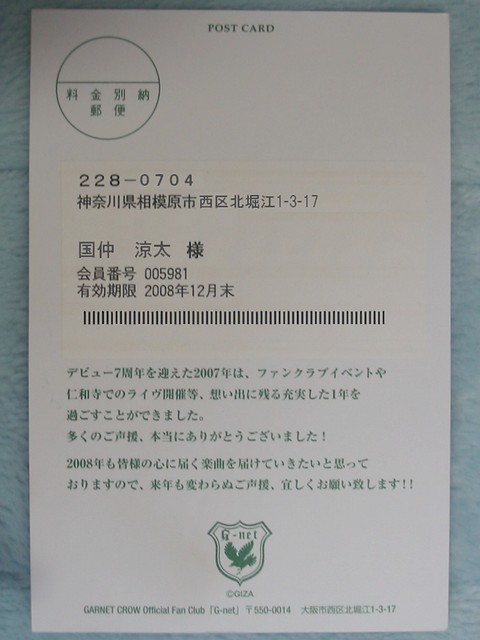 POST CARD
料金別納
郵便
228-0704
神奈川県相模原市西区北堀江1-3-17
国仲 涼太 様
会員番号 005981
有効期限 2008年12月末
デビュー7周年を迎えた2007年は、ファンクラブイベントや
仁和寺でのライヴ開催等、想い出に残る充実した1年を
過ごすことができました。
多くのご声援、本当にありがとうございました！
2008年も皆様の心に届く楽曲を届けていきたいと思って
おりますので、来年も変わらぬご声援、宜しくお願い致します!!
G-net
©GIZA
GARNET CROW Official Fan Club「G-net」〒550-0014 大阪市西区北堀江1-3-17